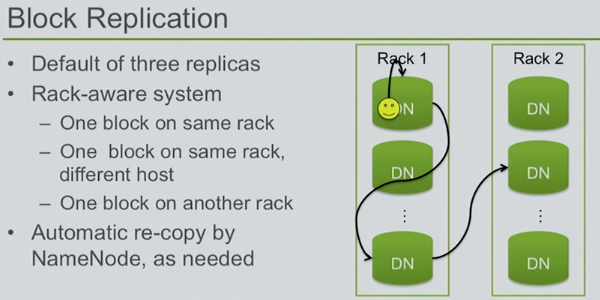 Block Replication
• Default of three replicas
• Rack-aware system
– One block on same rack
– One block on same rack,
different host
– One block on another rack
• Automatic re-copy by
NameNode, as needed
Rack 1
DN
DN
⋮
DN
Rack 2
DN
DN
⋮
DN